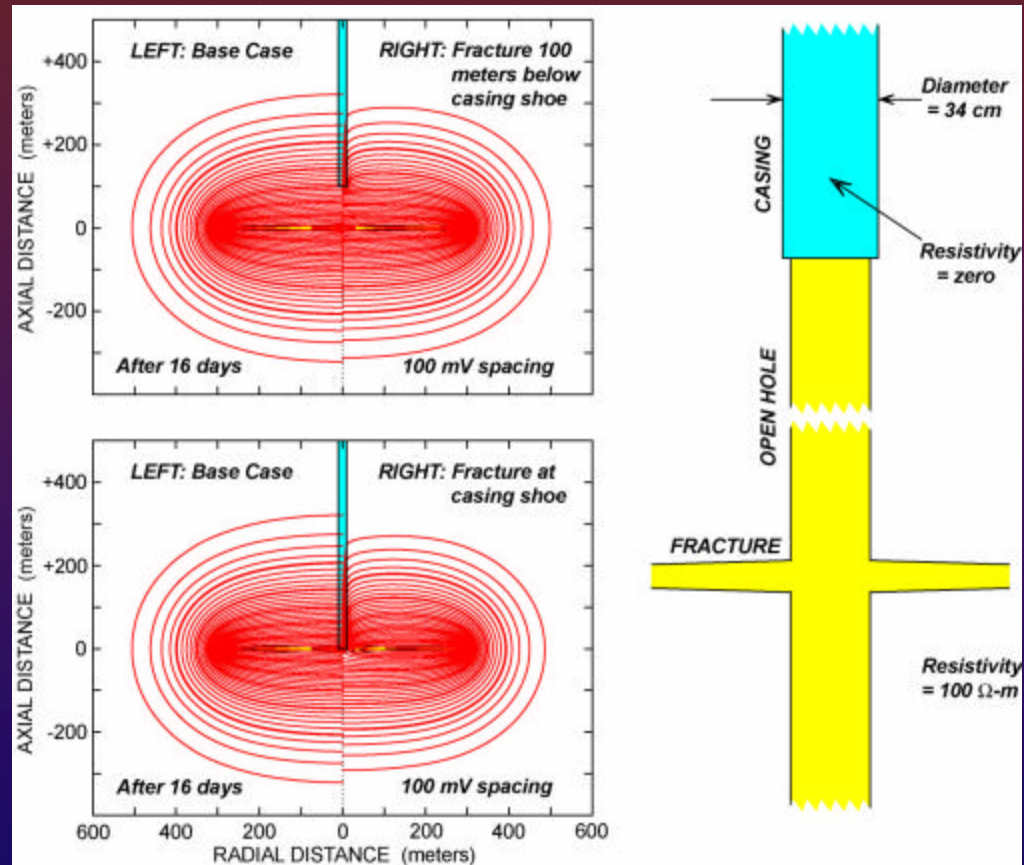 LEFT: Base Case
RIGHT: Fracture 100
meters below
casing shoe
+400
+200
0
-200
AXIAL DISTANCE (meters)
After 16 days
100 mV spacing
LEFT: Base Case
RIGHT: Fracture at
casing shoe
+400
+200
0
-200
AXIAL DISTANCE (meters)
After 16 days
100 mV spacing
600 400 200 0 200 400 600
RADIAL DISTANCE (meters)
Diameter
= 34 cm
CASING
Resistivity
= zero
OPEN HOLE
FRACTURE
Resistivity
= 100 Ω-m